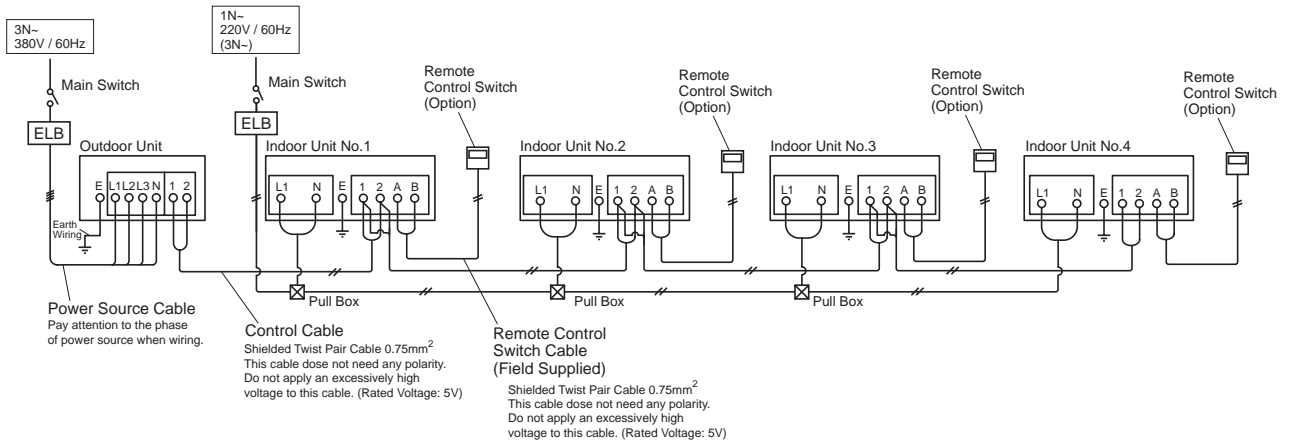 3N~
380V / 60Hz
1N~
220V / 60Hz
(3N~)
Main Switch
Main Switch
Remote
Control Switch
(Option)
Remote
Control Switch
(Option)
Remote
Control Switch
(Option)
Remote
Control Switch
(Option)
ELB
ELB
Outdoor Unit
Indoor Unit No.1
Indoor Unit No.2
Indoor Unit No.3
Indoor Unit No.4
E L1 L2 L3 N 1 2
L1 N E 1 2 A B
L1 N E 1 2 A B
L1 N E 1 2 A B
L1 N E 1 2 A B
Earth
Wiring
Pull Box
Pull Box
Pull Box
Power Source Cable
Pay attention to the phase
of power source when wiring.
Control Cable
Shielded Twist Pair Cable 0.75mm²
This cable dose not need any polarity.
Do not apply an excessively high
voltage to this cable. (Rated Voltage: 5V)
Remote Control
Switch Cable
(Field Supplied)
Shielded Twist Pair Cable 0.75mm²
This cable dose not need any polarity.
Do not apply an excessively high
voltage to this cable. (Rated Voltage: 5V)